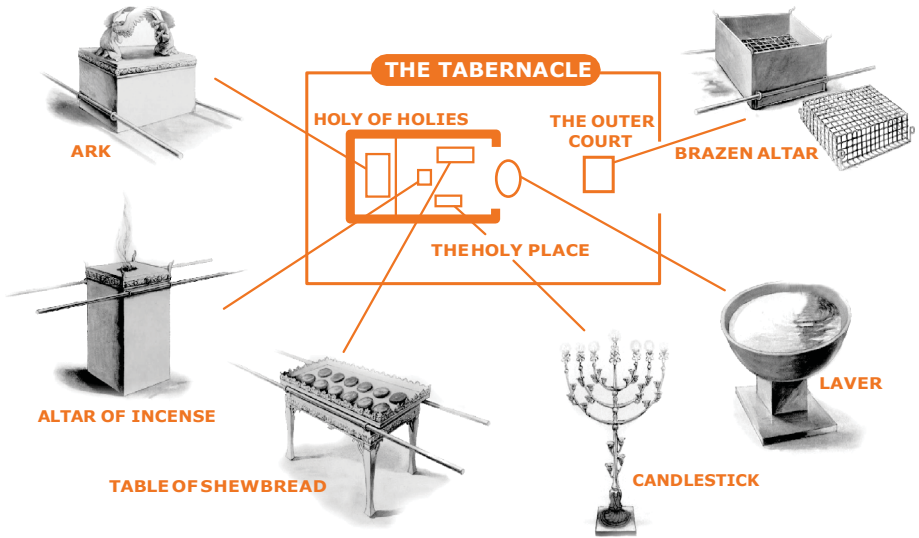 THE TABERNACLE
HOLY OF HOLIES
THE OUTER
COURT
ARK
BRAZEN ALTAR
THE HOLY PLACE
ALTAR OF INCENSE
LAVER
TABLE OF SHEWBREAD
CANDLESTICK